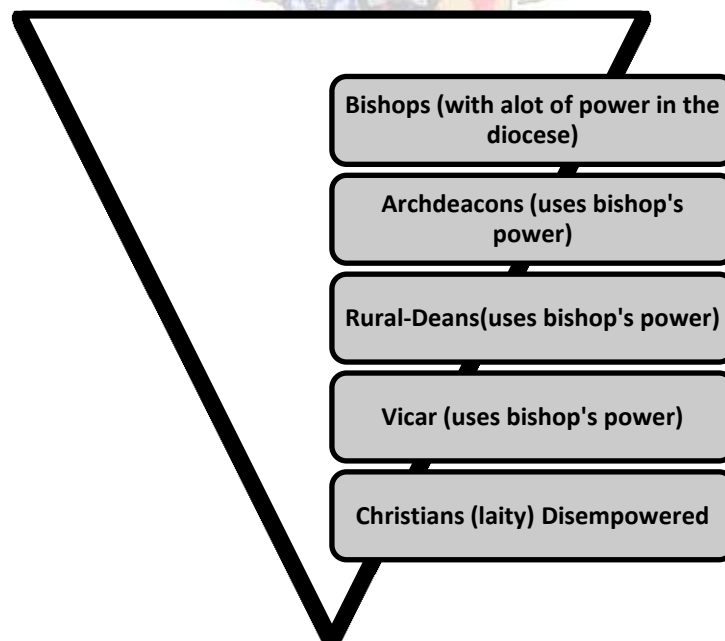 Bishops (with alot of power in the
diocese)
Archdeacons (uses bishop's
power)
Rural-Deans(uses bishop's power)
Vicar (uses bishop's power)
Christians (laity) Disempowered